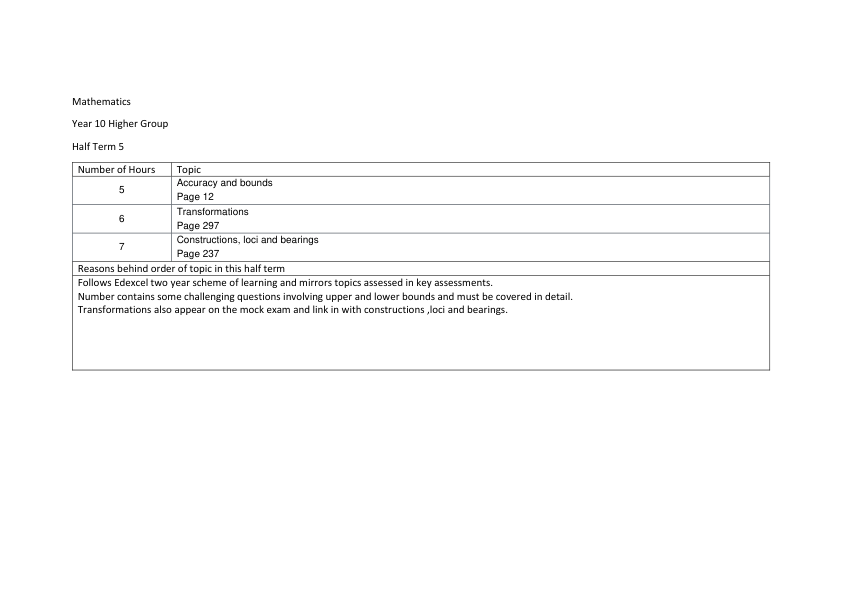 Mathematics
Year 10 Higher Group
Half Term 5
Number of Hours Topic
5 Accuracy and bounds
Page 12
6 Transformations
Page 297
7 Constructions, loci and bearings
Page 237
Reasons behind order of topic in this half term
Follows Edexcel two year scheme of learning and mirrors topics assessed in key assessments.
Number contains some challenging questions involving upper and lower bounds and must be covered in detail.
Transformations also appear on the mock exam and link in with constructions ,loci and bearings.